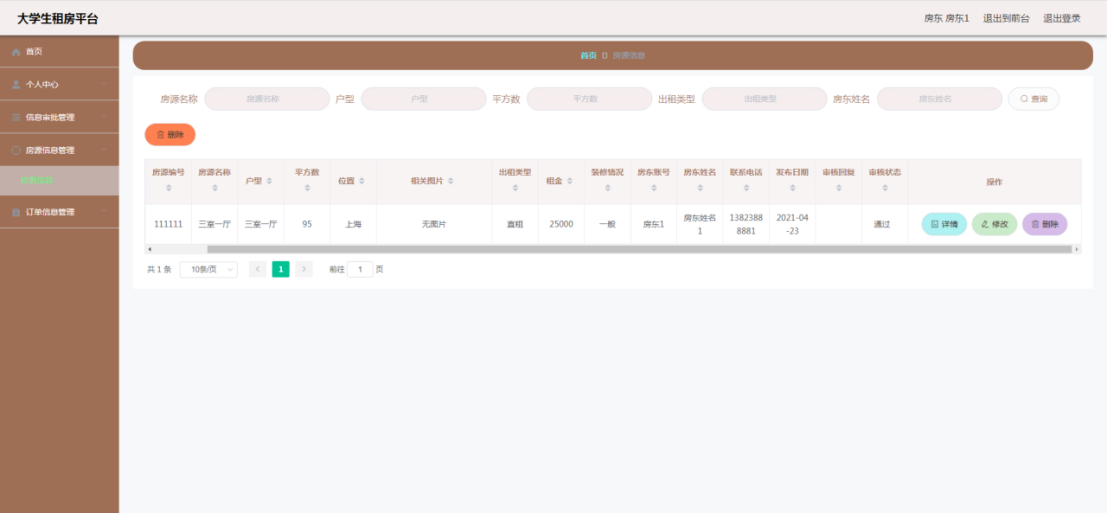 大学生租房平台
房东 房东1 退出到前台 退出登录
首页
个人中心
信息审批管理
房源信息管理
房源信息
订单信息管理
首页 房源信息
房源名称 房源名称 户型 户型 平方数 平方数 出租类型 出租类型 房东姓名 房东姓名 查询
删除
房源编号 房源名称 户型 平方数 位置 相关图片 出租类型 租金 装修情况 房东账号 房东姓名 联系电话 发布日期 审核回复 审核状态 操作
111111 三室一厅 三室一厅 95 上海 无图片 直租 25000 一般 房东1 房东姓名1 13823888881 2021-04-23 通过 详情 修改 删除
共 1 条 10条/页 1 前往 1 页